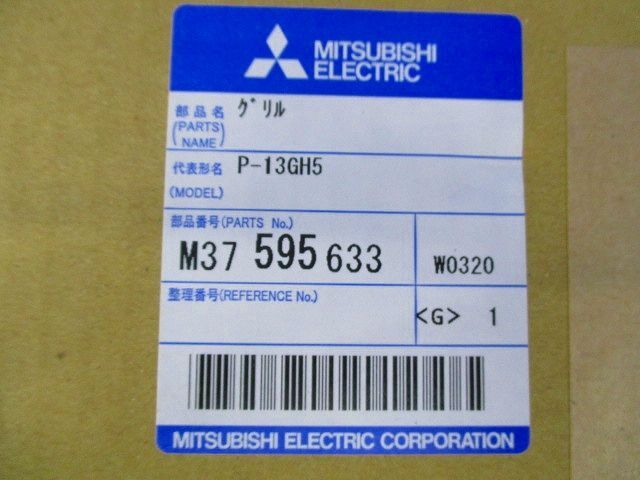 MITSUBISHI
ELECTRIC
部品名
(PARTS NAME)
グリル
代表形名
(MODEL)
P-13GH5
部品番号(PARTS No.)
M37 595 633
W0320
整理番号(REFERENCE No.)
<G> 1
MITSUBISHI ELECTRIC CORPORATION